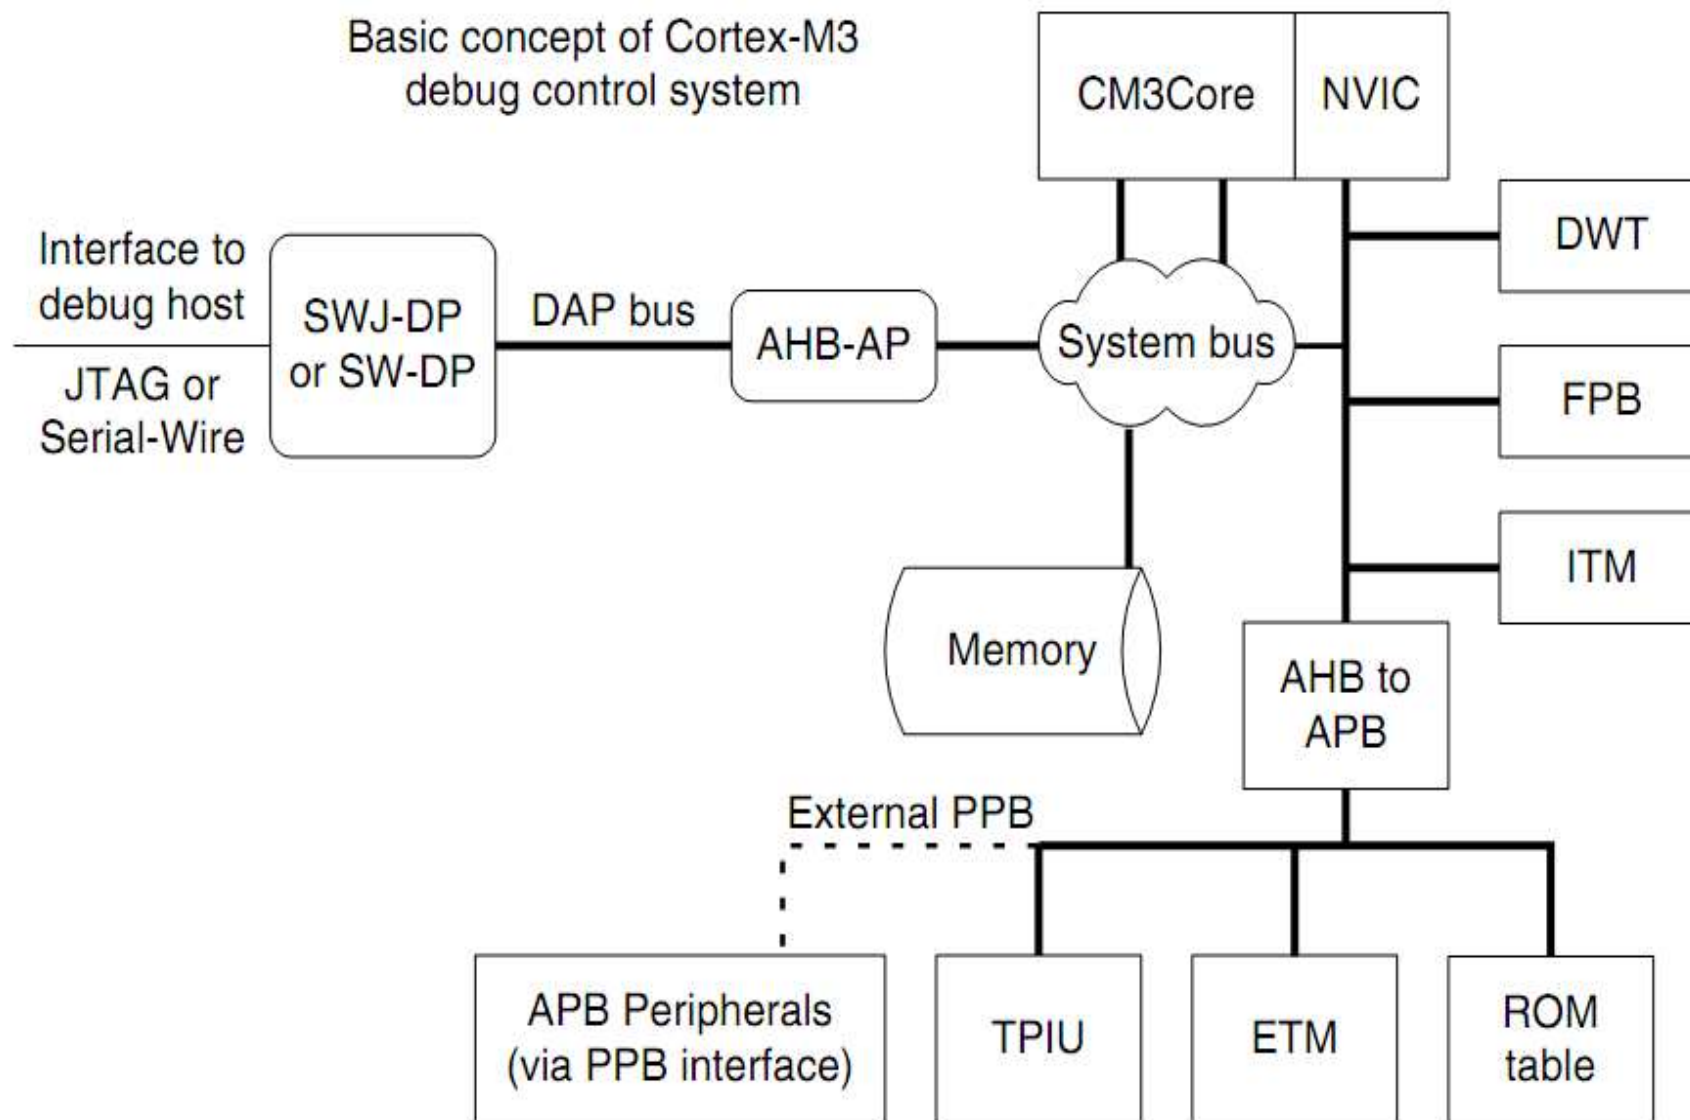 Basic concept of Cortex-M3
debug control system
CM3Core
NVIC
DWT
Interface to
debug host
JTAG or
Serial-Wire
SWJ-DP
or SW-DP
DAP bus
AHB-AP
System bus
FPB
ITM
Memory
AHB to
APB
External PPB
APB Peripherals
(via PPB interface)
TPIU
ETM
ROM
table